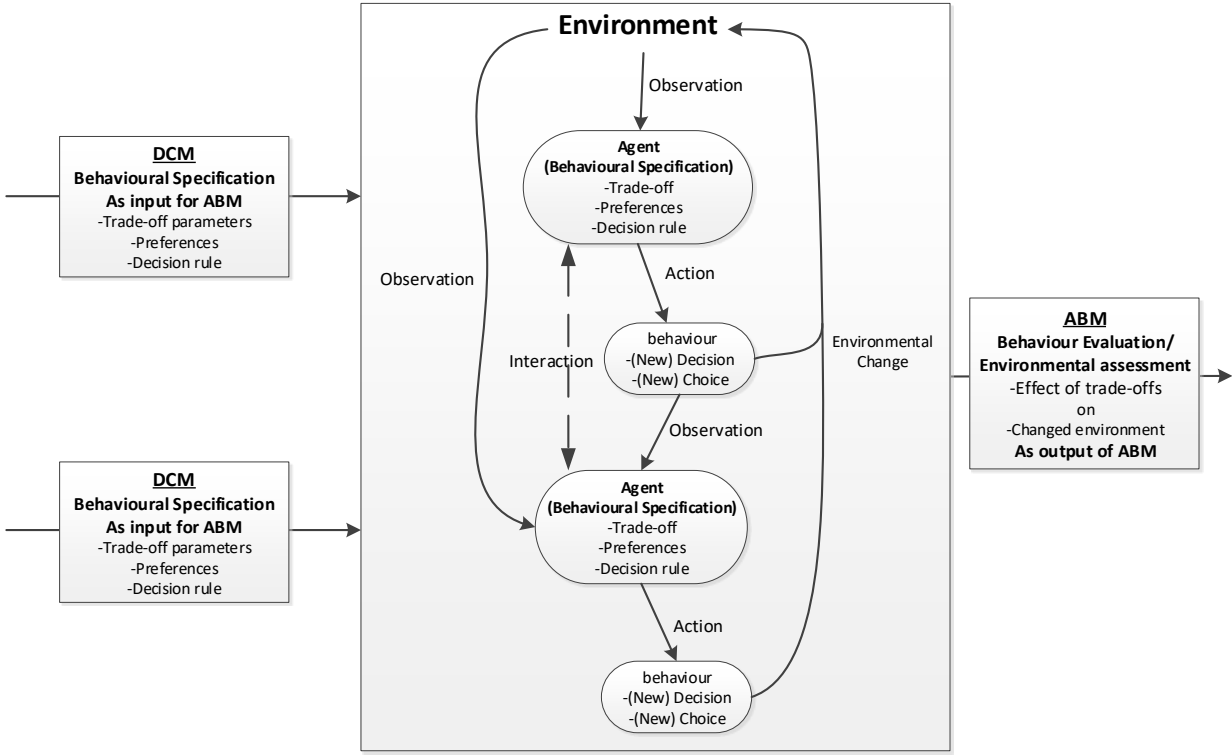 Environment
Observation
DCM
Behavioural Specification
As input for ABM
-Trade-off parameters
-Preferences
-Decision rule
Agent
(Behavioural Specification)
-Trade-off
-Preferences
-Decision rule
Observation
Action
Interaction
behaviour
-(New) Decision
-(New) Choice
Environmental
Change
ABM
Behaviour Evaluation/
Environmental assessment
-Effect of trade-offs
on
-Changed environment
As output of ABM
Observation
DCM
Behavioural Specification
As input for ABM
-Trade-off parameters
-Preferences
-Decision rule
Agent
(Behavioural Specification)
-Trade-off
-Preferences
-Decision rule
Action
behaviour
-(New) Decision
-(New) Choice